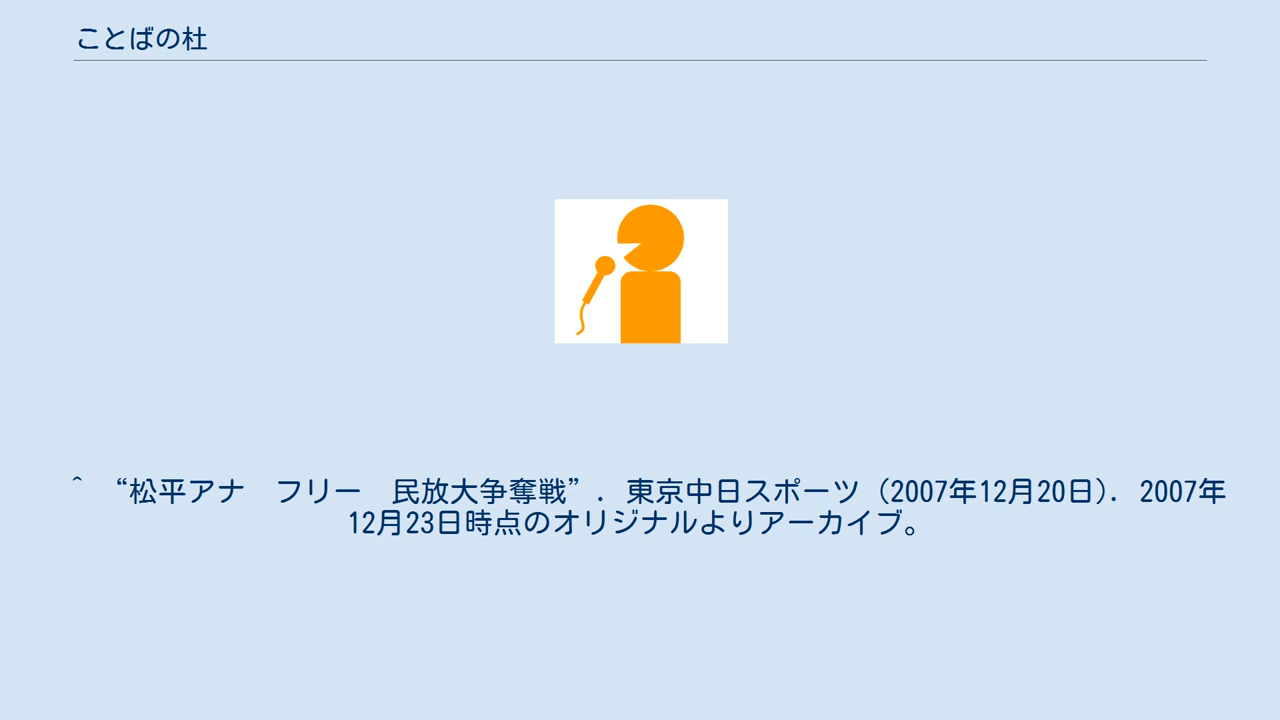 ことばの杜
^ “松平アナ　フリー　民放大争奪戦”. 東京中日スポーツ (2007年12月20日). 2007年
12月23日時点のオリジナルよりアーカイブ。